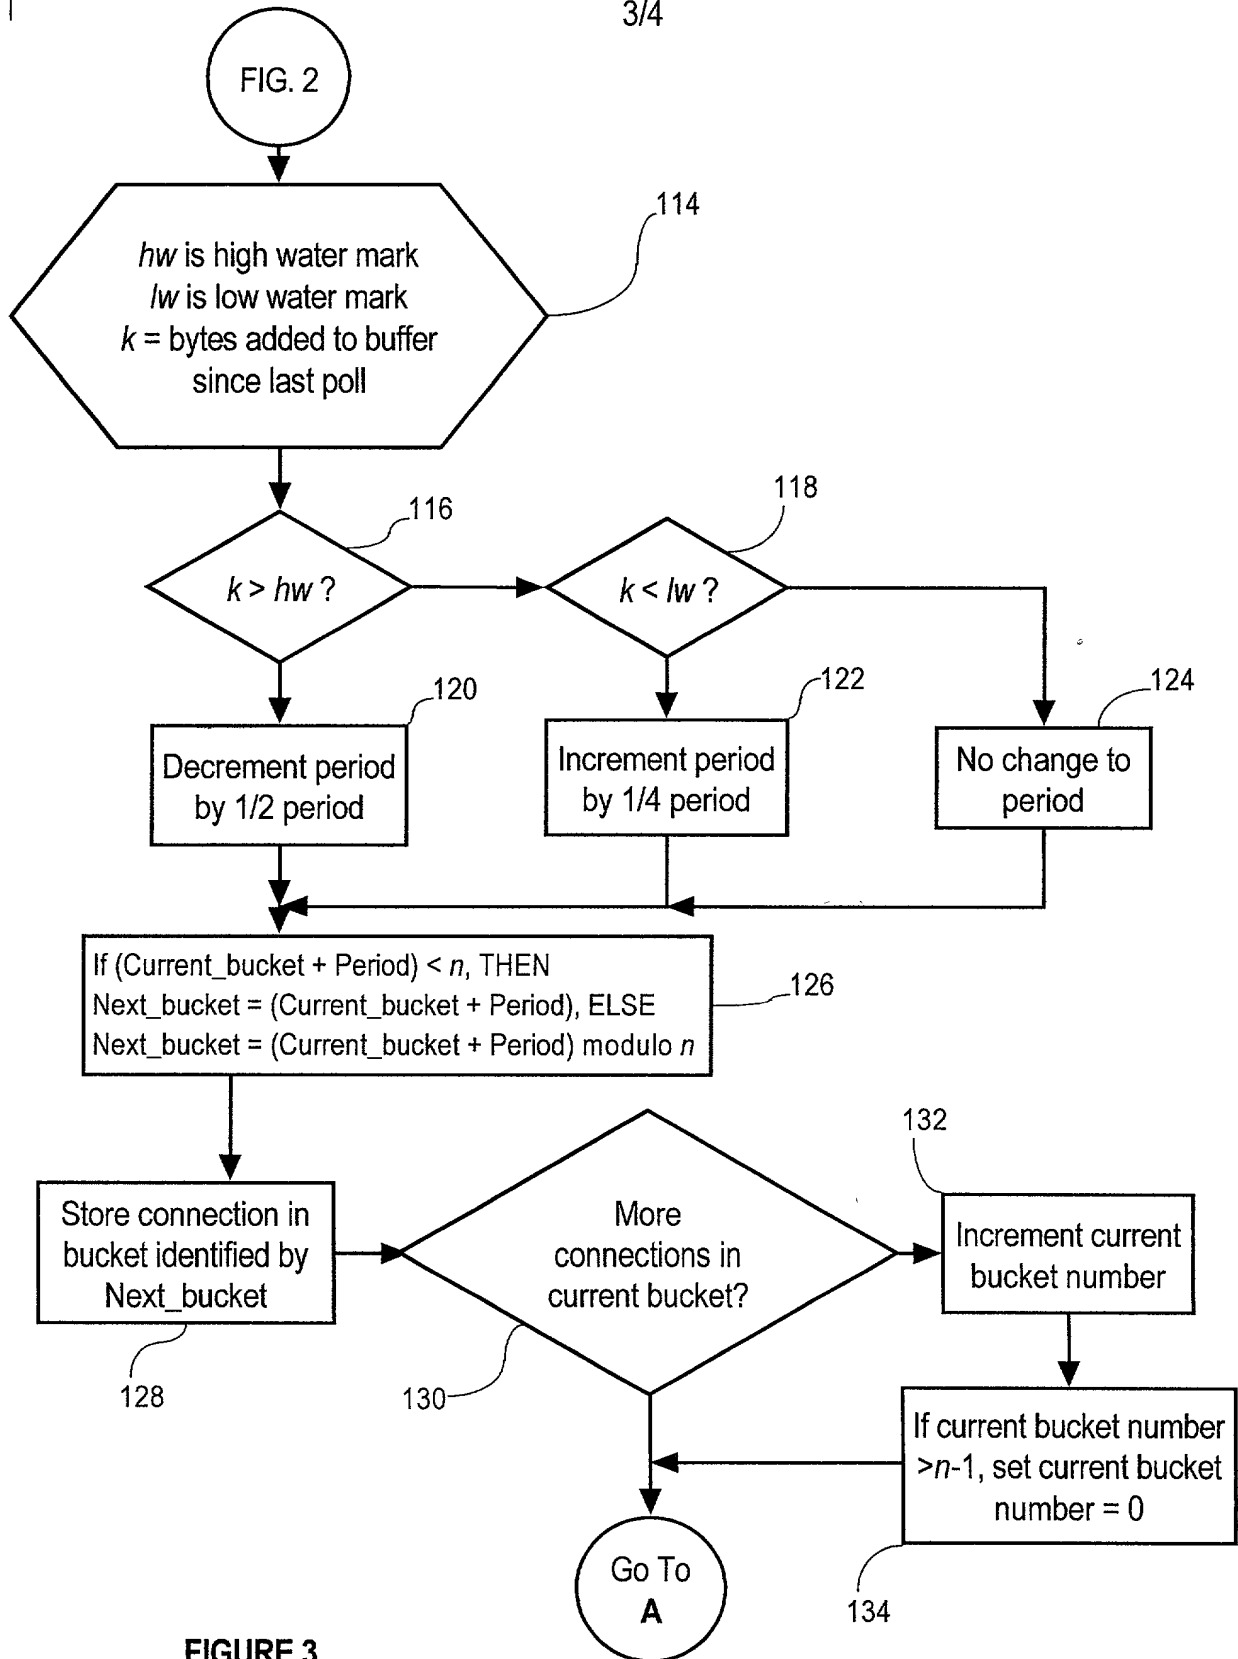 3/4
FIG. 2
114
hw is high water mark
lw is low water mark
k = bytes added to buffer
since last poll
116
118
k > hw ?
k < lw ?
120
122
124
Decrement period
by 1/2 period
Increment period
by 1/4 period
No change to
period
If (Current_bucket + Period) < n, THEN
Next_bucket = (Current_bucket + Period), ELSE
Next_bucket = (Current_bucket + Period) modulo n
126
132
Store connection in
bucket identified by
Next_bucket
More
connections in
current bucket?
Increment current
bucket number
128
130
If current bucket number
>n-1, set current bucket
number = 0
134
Go To
A
FIGURE 3